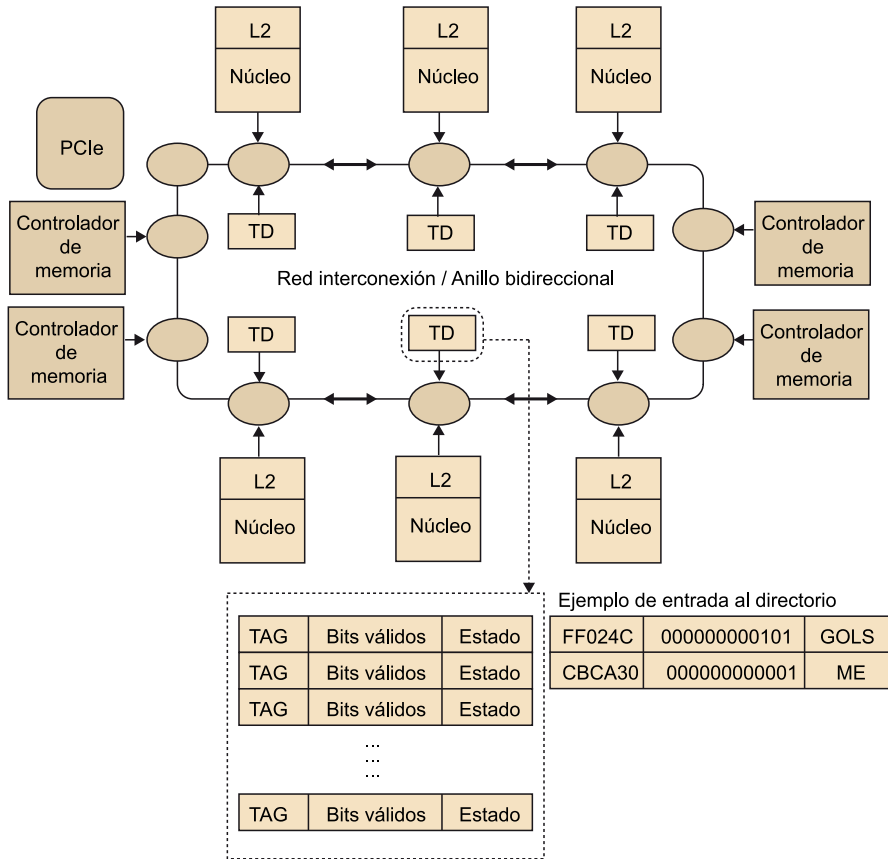 L2
L2
L2
Núcleo
Núcleo
Núcleo
PCIe
Controlador
de
memoria
TD
TD
TD
Controlador
de
memoria
Red interconexión / Anillo bidireccional
Controlador
de
memoria
TD
TD
TD
Controlador
de
memoria
L2
L2
L2
Núcleo
Núcleo
Núcleo
Ejemplo de entrada al directorio
FF024C 000000000101 GOLS
CBCA30 000000000001 ME
TAG Bits válidos Estado
TAG Bits válidos Estado
TAG Bits válidos Estado
...
...
TAG Bits válidos Estado